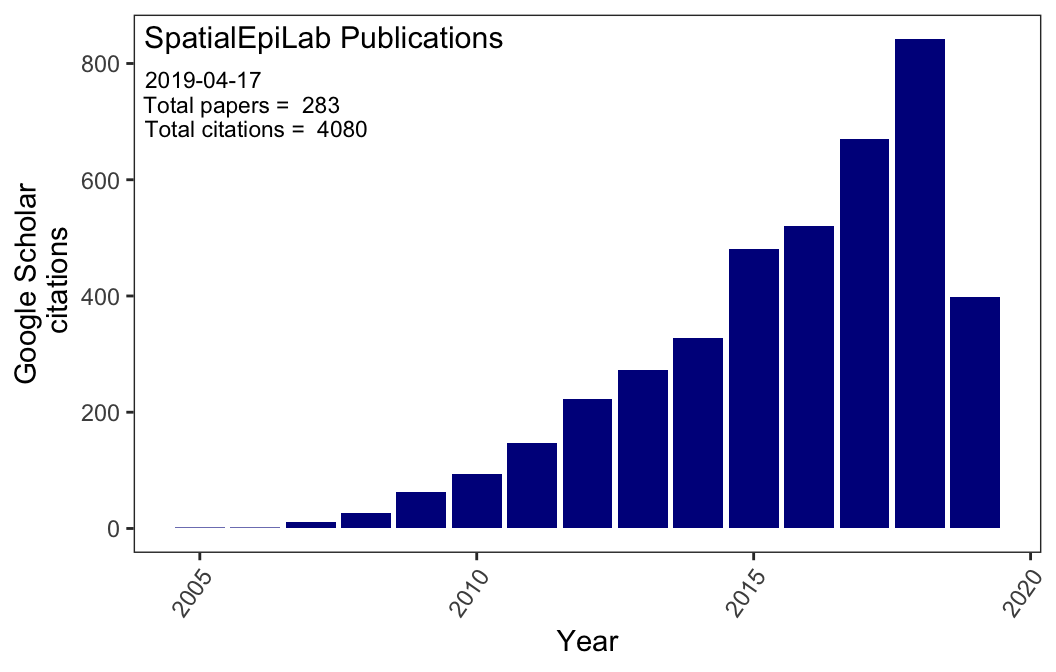 SpatialEpiLab Publications
2019-04-17
Total papers = 283
Total citations = 4080
Google Scholar
citations
800
600
400
200
0
2005
2010
2015
2020
Year